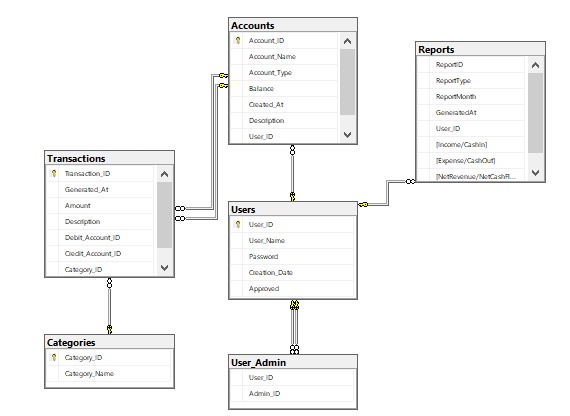 Accounts
Account_ID
Account_Name
Account_Type
Balance
Created_At
Description
User_ID
Reports
ReportID
ReportType
ReportMonth
GeneratedAt
User_ID
[Income/CashIn]
[Expense/CashOut]
[NetRevenue/NetCashFl...
Transactions
Transaction_ID
Generated_At
Amount
Description
Debit_Account_ID
Credit_Account_ID
Category_ID
Users
User_ID
User_Name
Password
Creation_Date
Approved
Categories
Category_ID
Category_Name
User_Admin
User_ID
Admin_ID